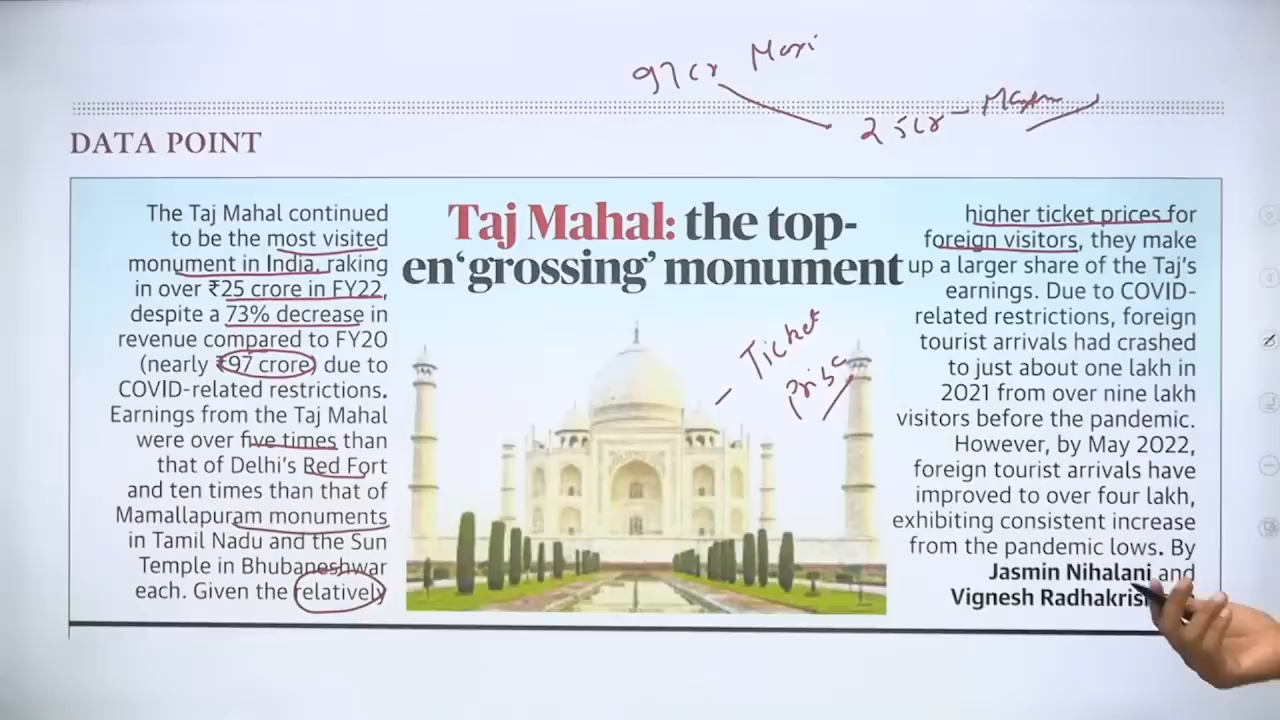 97 Cr
25Cr -
DATA POINT
The Taj Mahal continued
to be the most visited
monument in India, raking
in over ₹25 crore in FY22,
despite a 73% decrease in
revenue compared to FY20
(nearly ₹97 crore) due to
COVID-related restrictions.
Earnings from the Taj Mahal
were over five times than
that of Delhi's Red Fort
and ten times than that of
Mamallapuram monuments
in Tamil Nadu and the Sun
Temple in Bhubaneshwar
each. Given the relatively
Taj Mahal: the top-
en'grossing' monument
- Ticket
higher ticket prices for
foreign visitors, they make
up a larger share of the Taj's
earnings. Due to COVID-
related restrictions, foreign
tourist arrivals had crashed
to just about one lakh in
2021 from over nine lakh
visitors before the pandemic.
However, by May 2022,
foreign tourist arrivals have
improved to over four lakh,
exhibiting consistent increase
from the pandemic lows. By
Jasmin Nihalani and
Vignesh